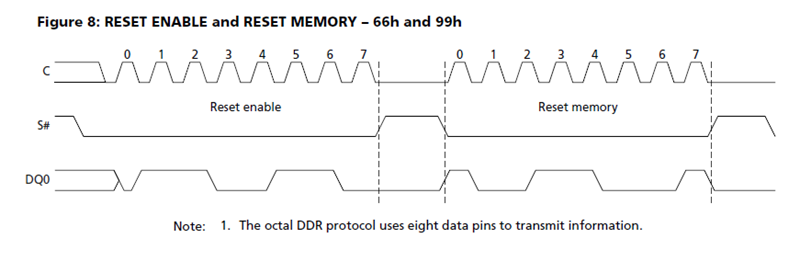 Figure 8: RESET ENABLE and RESET MEMORY – 66h and 99h
0 1 2 3 4 5 6 7 0 1 2 3 4 5 6 7
C
Reset enable Reset memory
S#
DQ0
Note: 1. The octal DDR protocol uses eight data pins to transmit information.